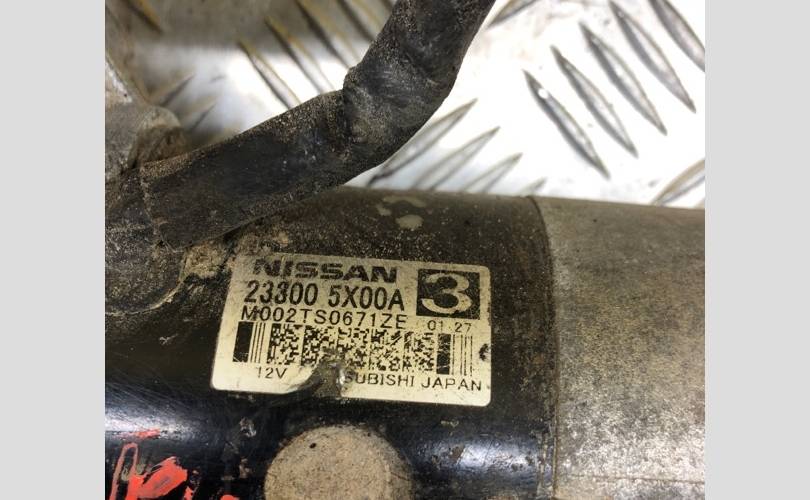 NISSAN
23300 5X00A 3
M002TS0671ZE 01.27
12V SUBISHI JAPAN